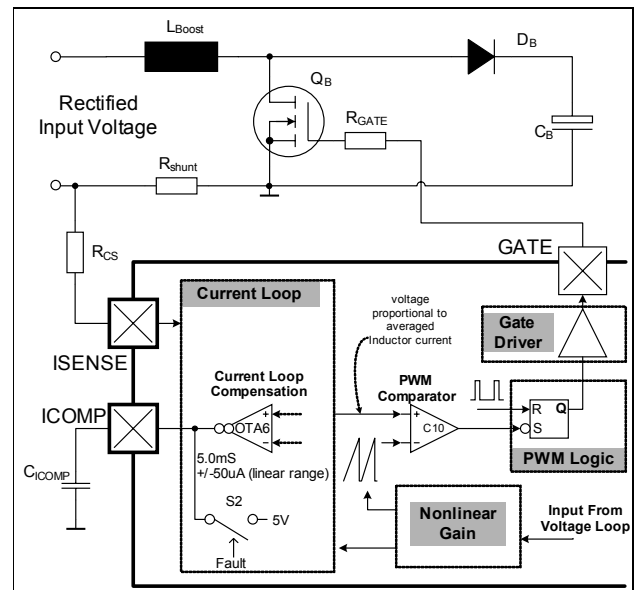 LBoost
DB
QB
RGATE
CB
Rectified
Input Voltage
Rshunt
RCS
GATE
Current Loop
voltage
proportional to
averaged
Inductor current
Gate
Driver
ISENSE
Current Loop
Compensation
PWM
Comparator
ICOMP
OTA6
C10
R
Q
S
PWM Logic
5.0mS
+/-50uA (linear range)
CICOMP
S2
5V
Fault
Nonlinear
Gain
Input From
Voltage Loop